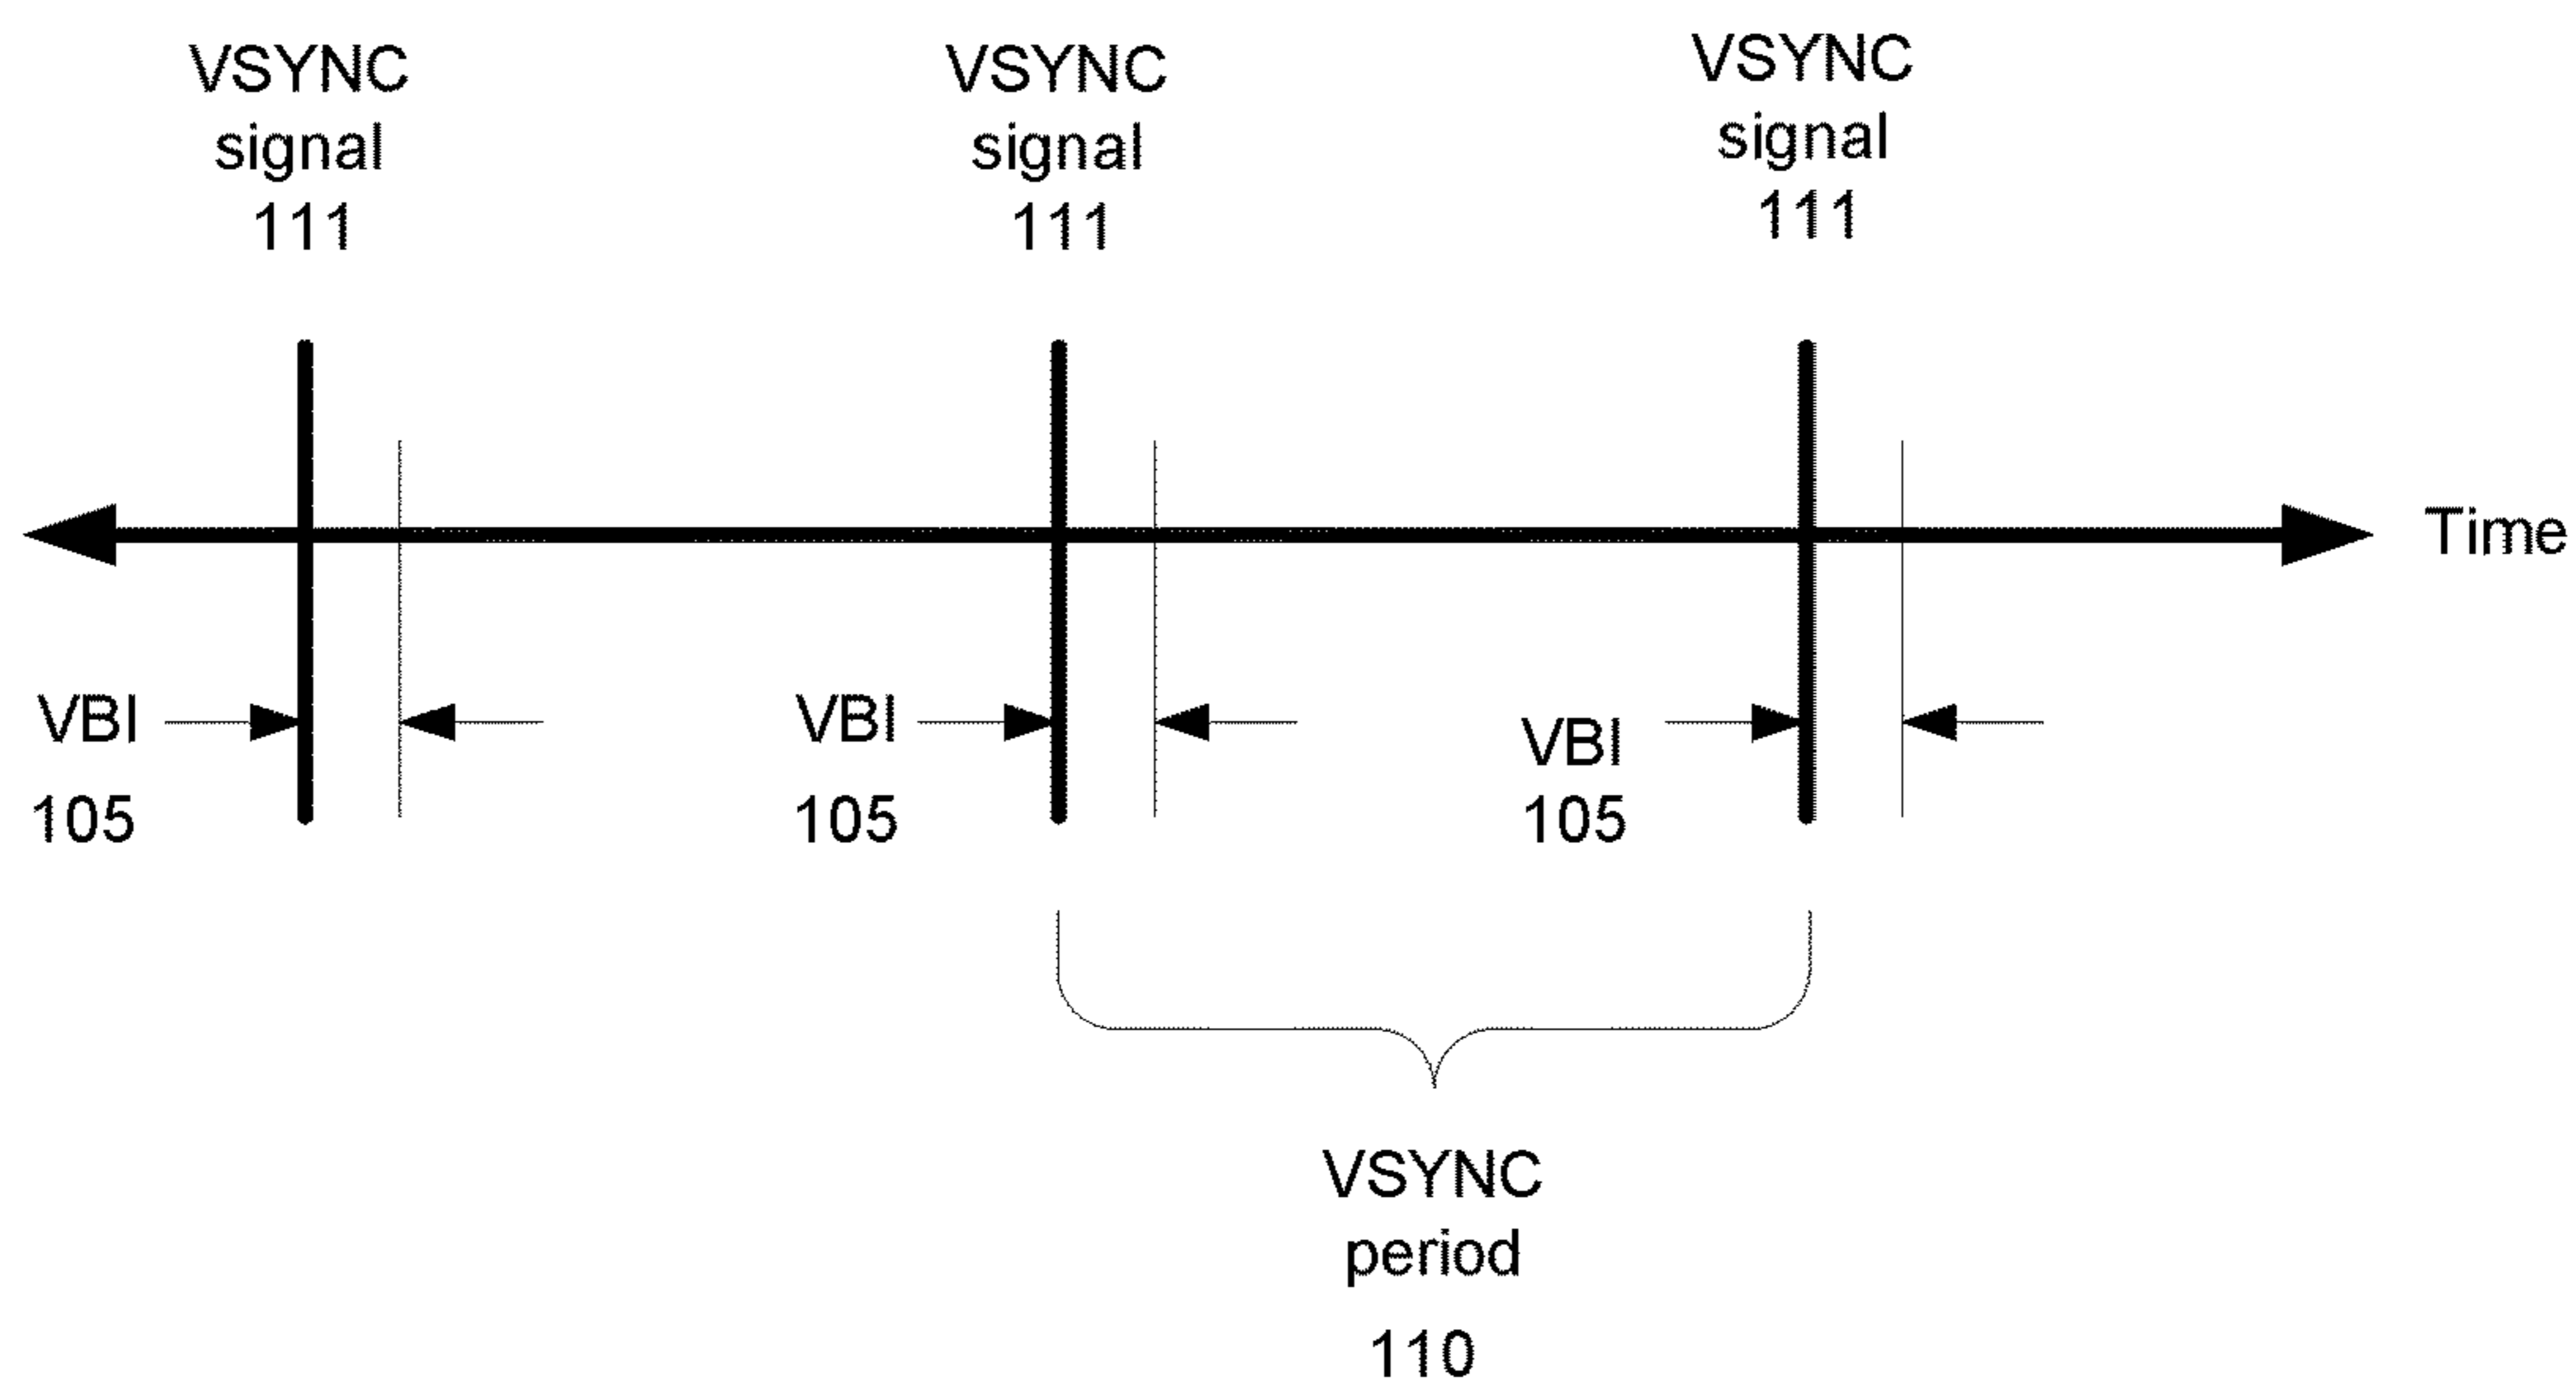 VSYNC
signal
111
VSYNC
signal
111
VSYNC
signal
111
Time
VBI
105
VBI
105
VBI
105
VSYNC
period
110